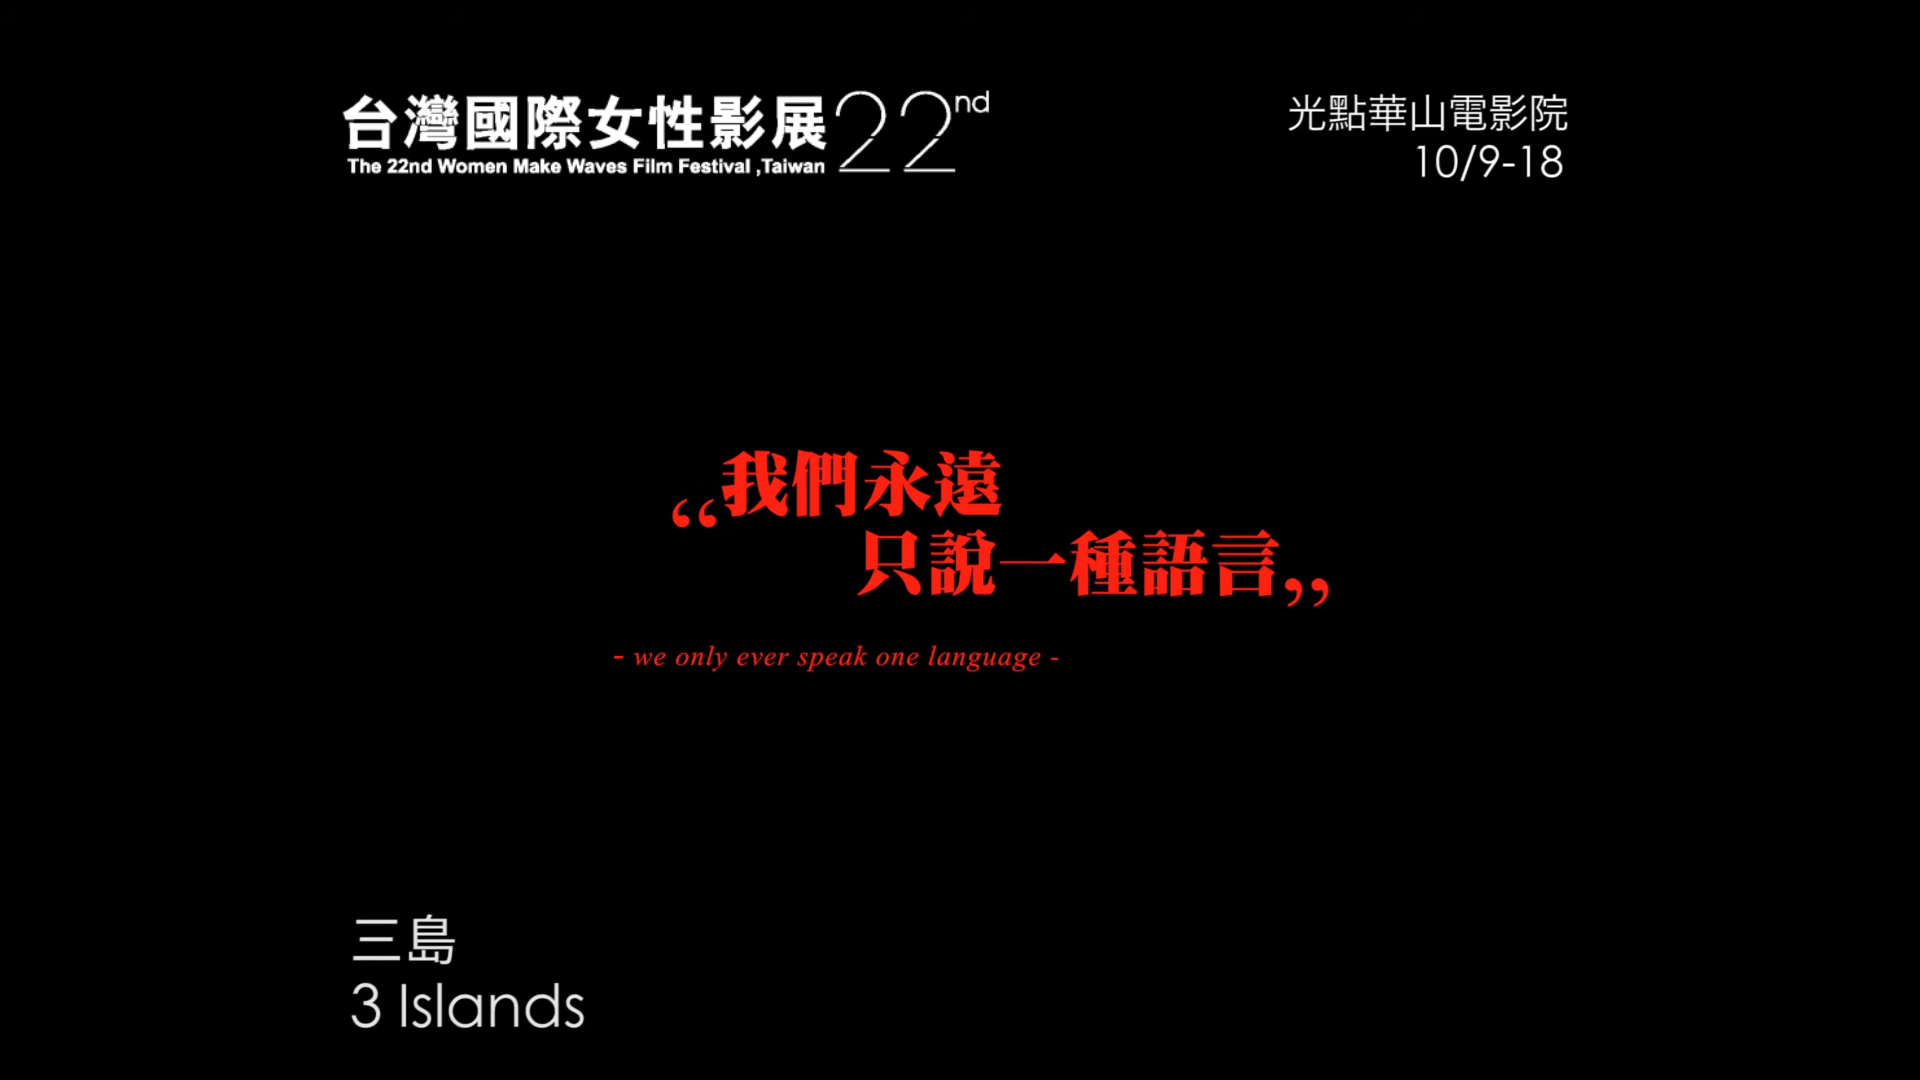 台灣國際女性影展22nd
The 22nd Women Make Waves Film Festival ,Taiwan
光點華山電影院
10/9-18
“我們永遠
只說一種語言”
- we only ever speak one language -
三島
3 Islands